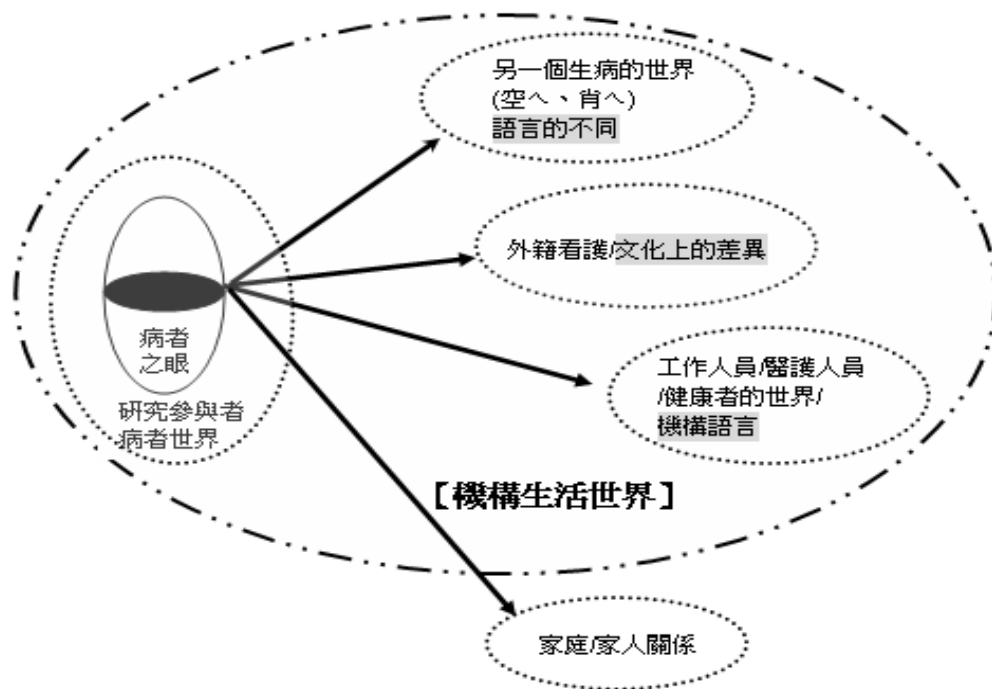 另一個生病的世界
(空ㄟ、肖ㄟ)
語言的不同
外籍看護/文化上的差異
病者
之眼
研究參與者
病者世界
工作人員/醫護人員
/健康者的世界/
機構語言
【機構生活世界】
家庭/家人關係